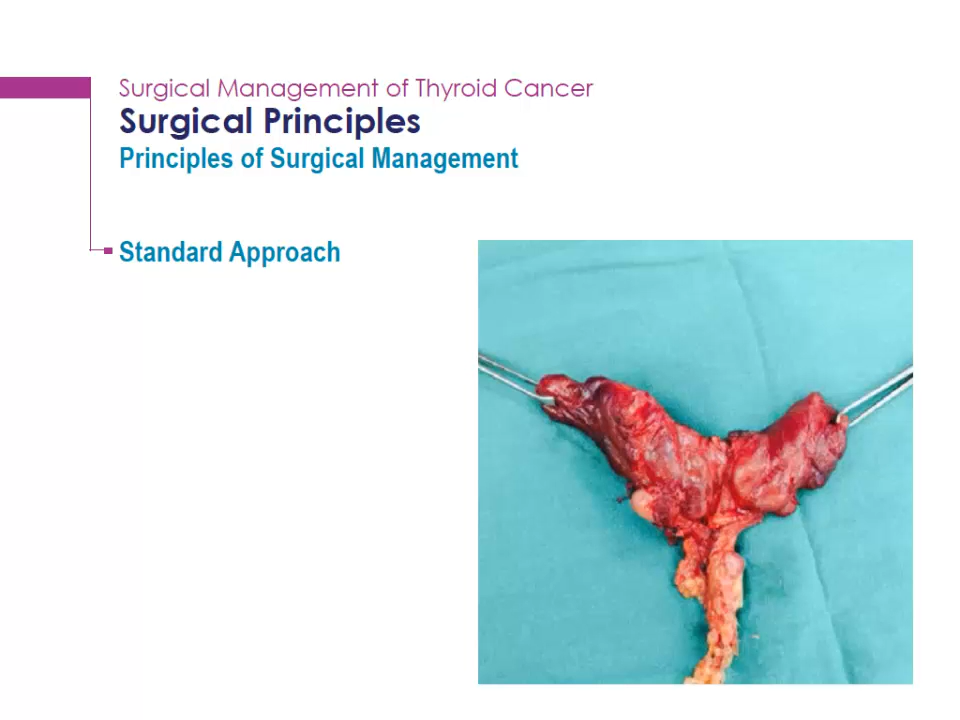 Surgical Management of Thyroid Cancer
Surgical Principles
Principles of Surgical Management
Standard Approach